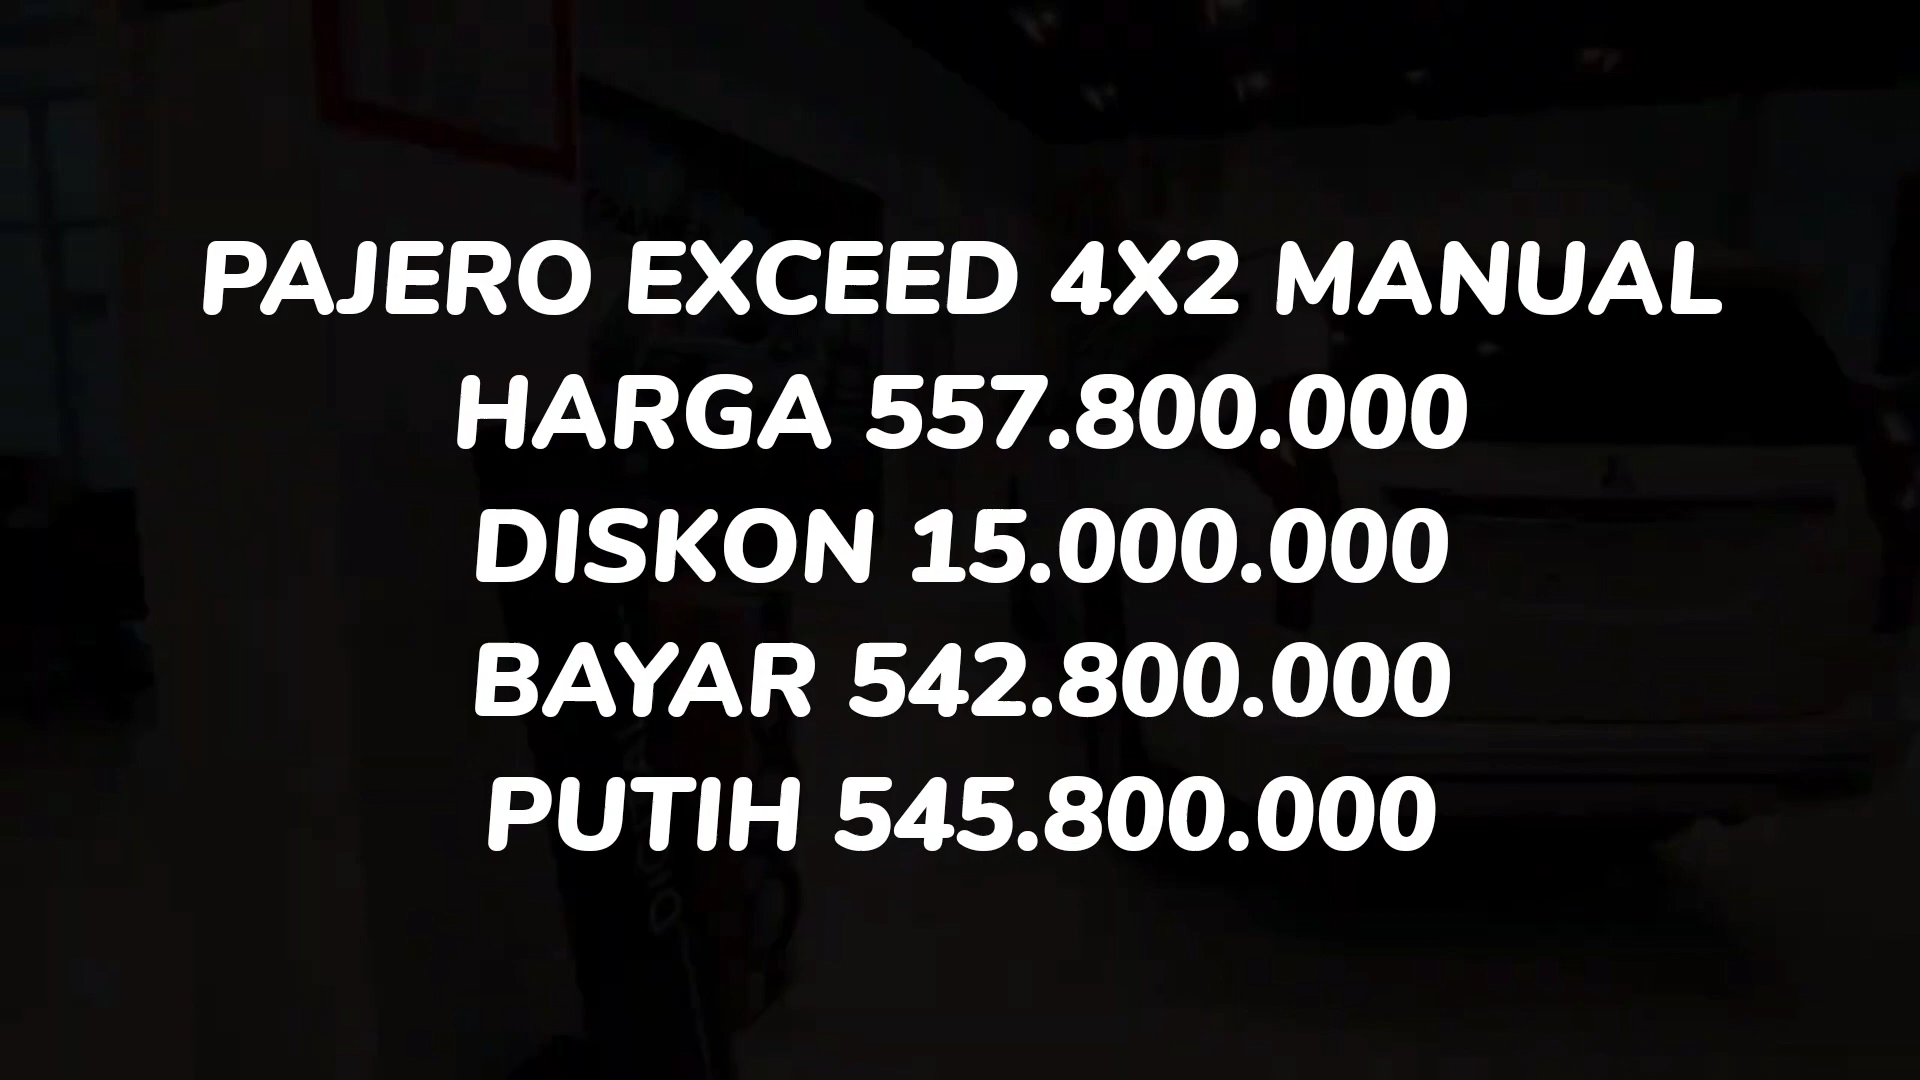 PAJERO EXCEED 4X2 MANUAL
HARGA 557.800.000
DISKON 15.000.000
BAYAR 542.800.000
PUTIH 545.800.000